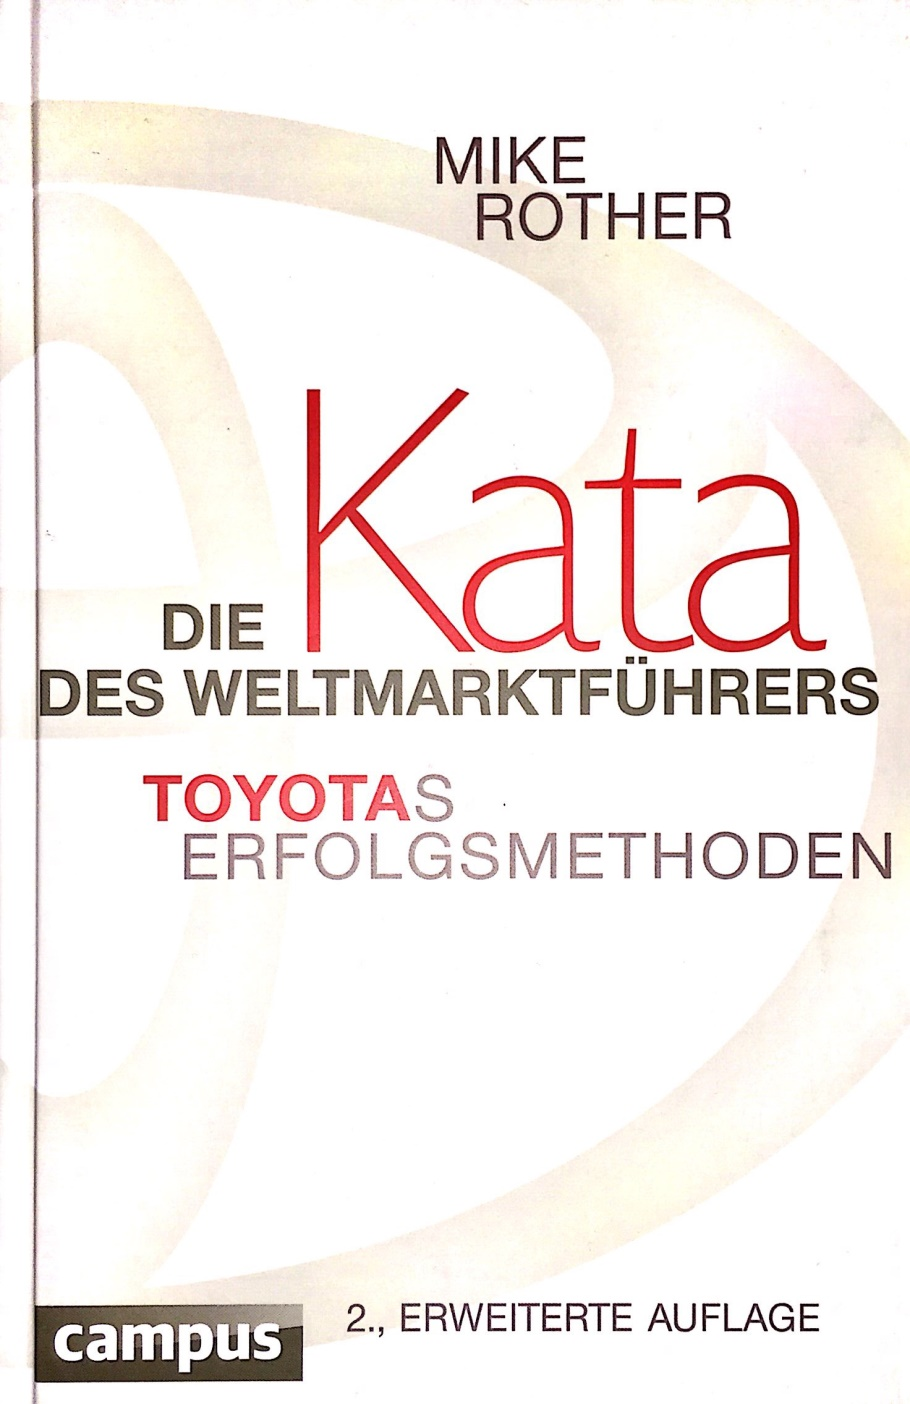 MIKE
ROTHER
DIE Kata
DES WELTMARKTFÜHRERS
TOYOTAS
ERFOLGSMETHODEN
campus
2., ERWEITERTE AUFLAGE